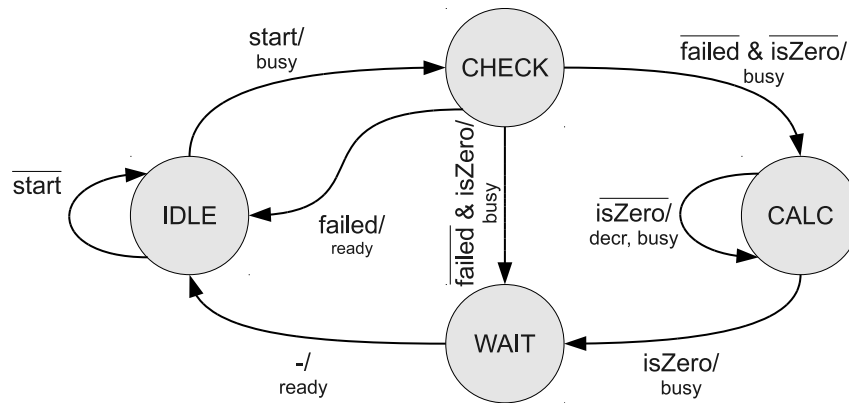 start/
busy
CHECK
failed & isZero/
busy
start
IDLE
failed/
ready
failed & isZero/
busy
isZero/
decr, busy
CALC
WAIT
-/
ready
isZero/
busy